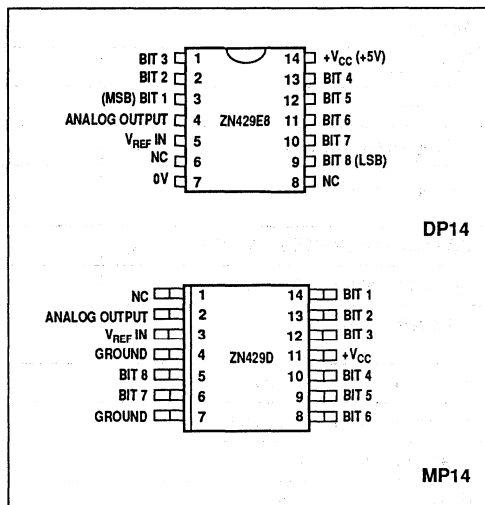 BIT 3 1 14 +VCC (+5V)
BIT 2 2 13 BIT 4
(MSB) BIT 1 3 12 BIT 5
ANALOG OUTPUT 4 ZN429E8 11 BIT 6
VREF IN 5 10 BIT 7
NC 6 9 BIT 8 (LSB)
0V 7 8 NC
DP14
NC 1 14 BIT 1
ANALOG OUTPUT 2 13 BIT 2
VREF IN 3 12 BIT 3
GROUND 4 ZN429D 11 +VCC
BIT 8 5 10 BIT 4
BIT 7 6 9 BIT 5
GROUND 7 8 BIT 6
MP14